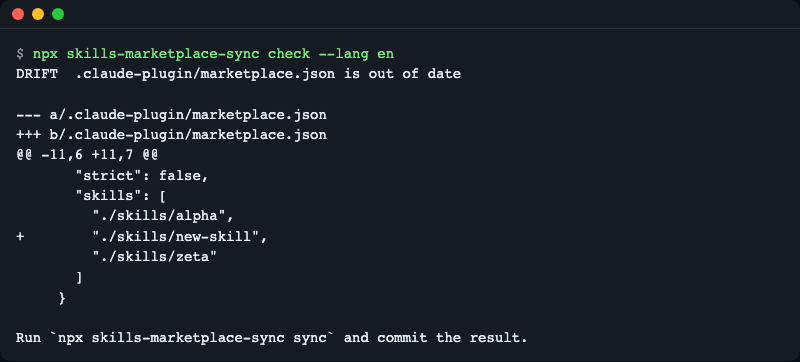 $ npx skills-marketplace-sync check --lang en
DRIFT  .claude-plugin/marketplace.json is out of date
--- a/.claude-plugin/marketplace.json
+++ b/.claude-plugin/marketplace.json
@@ -11,6 +11,7 @@
       "strict": false,
       "skills": [
         "./skills/alpha",
+        "./skills/new-skill",
         "./skills/zeta"
       ]
     }
Run `npx skills-marketplace-sync sync` and commit the result.